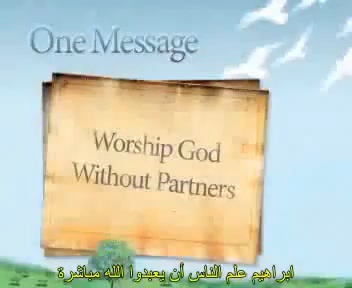 One Message
Worship God
Without Partners
ابراهيم علم الناس أن يعبدوا الله مباشرة